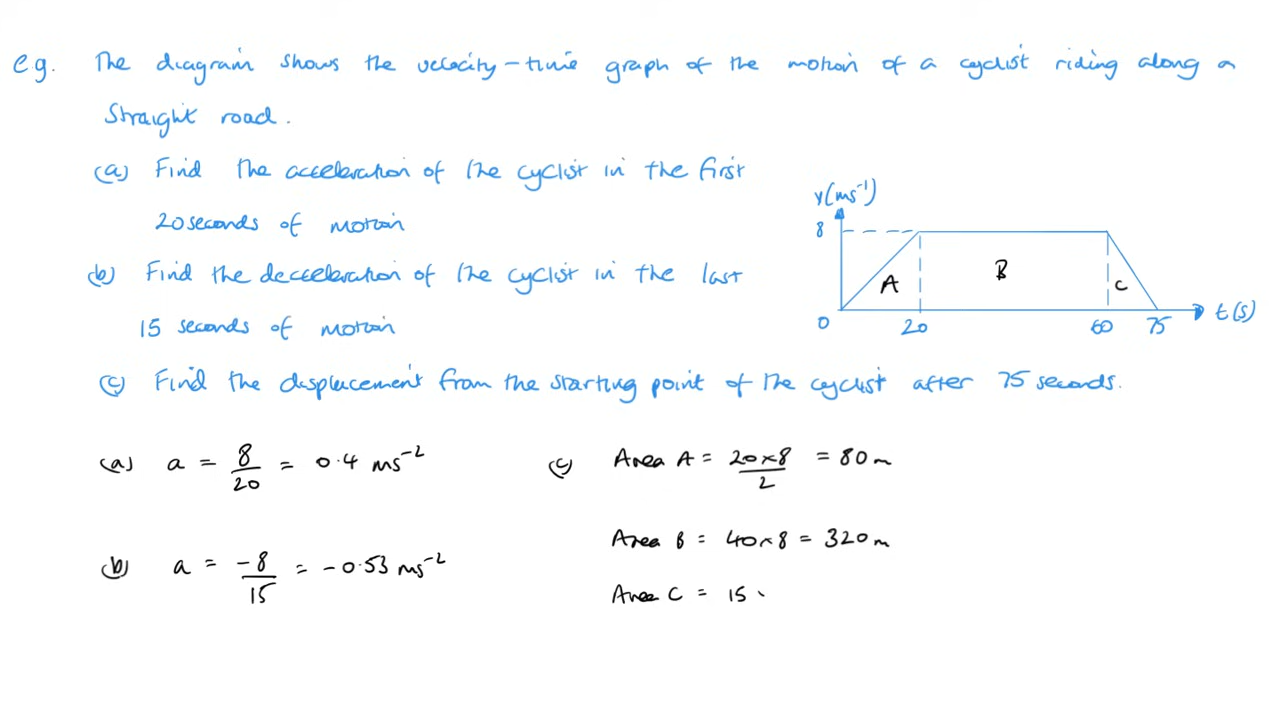 eg. The diagram shows the velocity-time graph of the motion of a cyclist riding along a
straight road.
(a) Find the acceleration of the cyclist in the first
20 seconds of motion
(b) Find the decceleration of the cyclist in the last
15 seconds of motion
(c) Find the displacement from the starting point of the cyclist after 75 seconds.
v(ms⁻¹)
8
A
B
C
0
20
60
75
t(s)
(a) a = 8/20 = 0.4 ms⁻²
(b) a = -8/15 = -0.53 ms⁻²
(c) Area A = 20×8/2 = 80m
Area B = 40×8 = 320m
Area C = 15